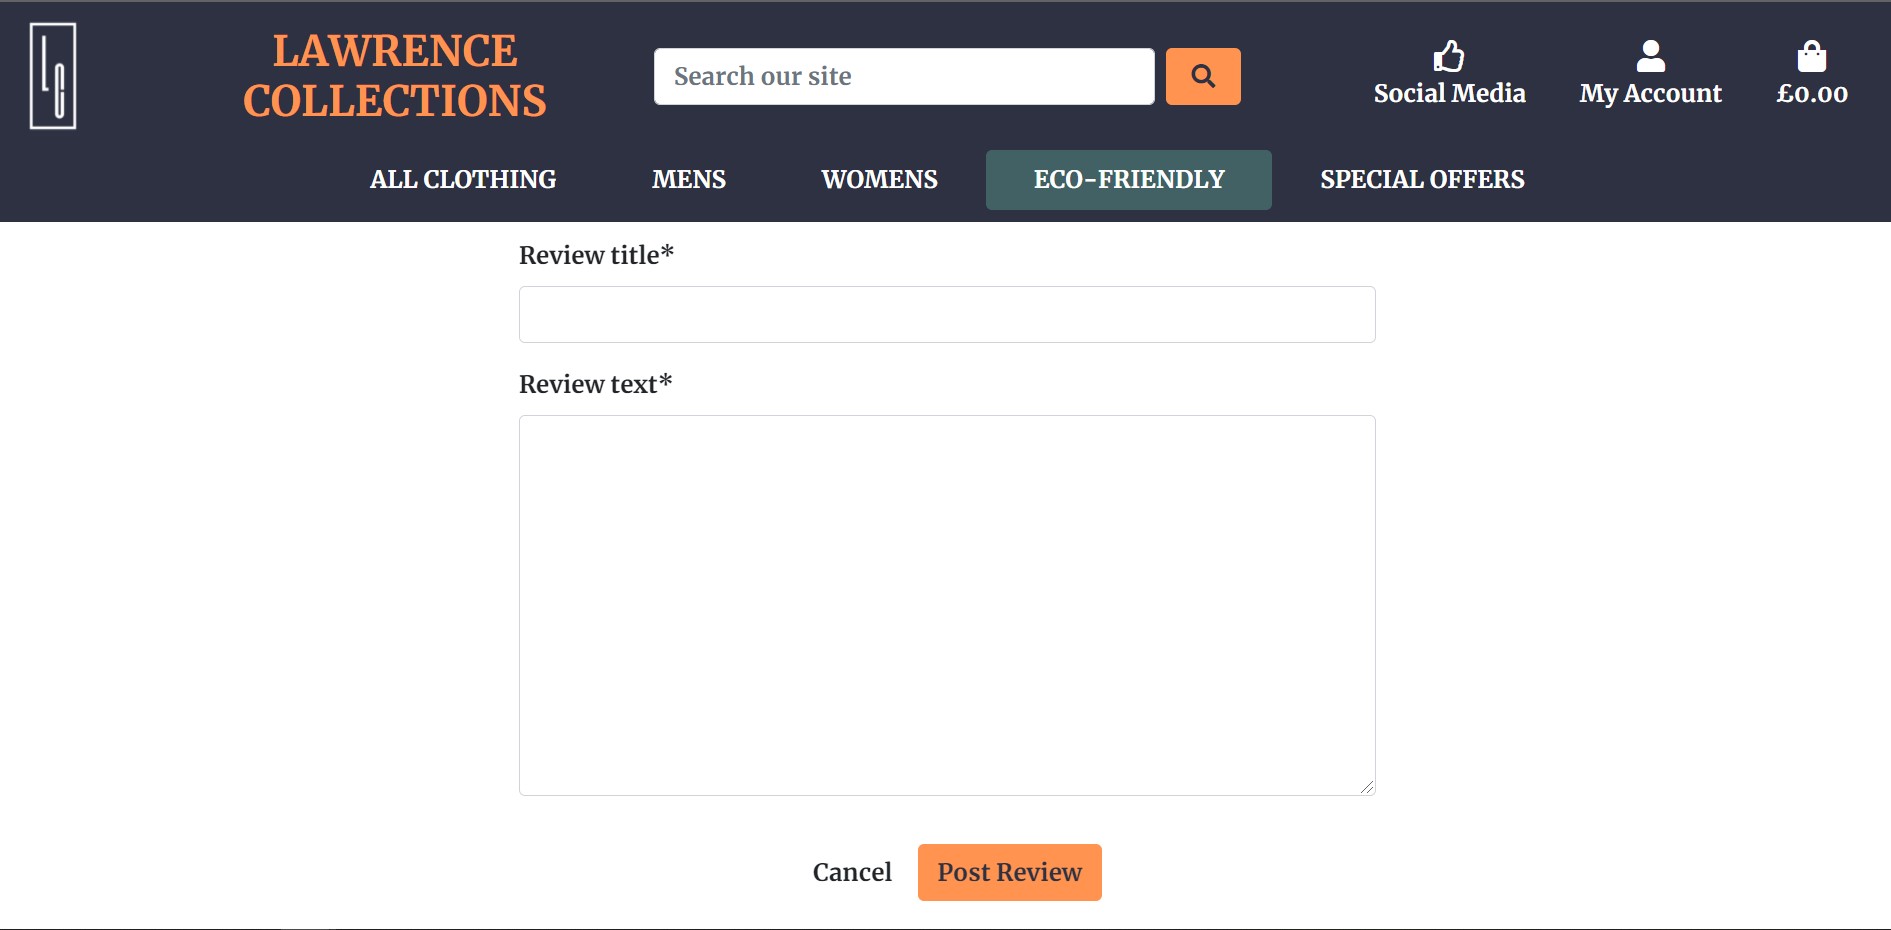 LAWRENCE
COLLECTIONS
Search our site
Social Media
My Account
£0.00
ALL CLOTHING
MENS
WOMENS
ECO-FRIENDLY
SPECIAL OFFERS
Review title*
Review text*
Cancel
Post Review